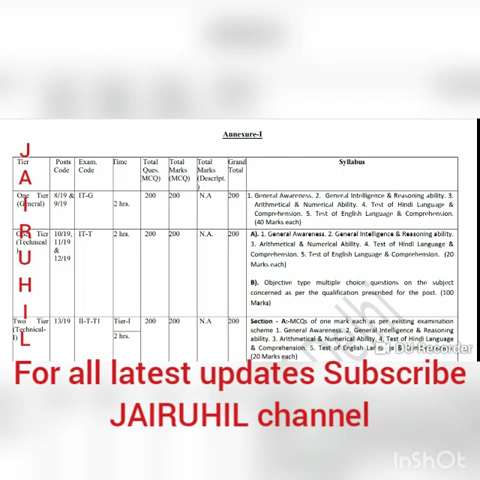 Annexure-I
J
A
I
R
U
H
I
L
Tier Posts Code Exam. Code Time Total Ques. MCQ) Total Marks (MCQ) Total Marks (Descript.) Grand Total Syllabus
One Tier (General) 8/19 & 9/19 IT-G 2 hrs. 200 200 N.A 200 1. General Awareness. 2. General Intelligence & Reasoning ability. 3.
Arithmetical & Numerical Ability. 4. Test of Hindi Language &
Comprehension. 5. Test of English Language & Comprehension.
(40 Marks each)
One Tier (Technical) 10/19, 11/19 & 12/19 IT-T 2 hrs. 200 200 N.A. 200 A). 1. General Awareness. 2. General Intelligence & Reasoning ability.
3. Arithmetical & Numerical Ability. 4. Test of Hindi Language &
Comprehension. 5. Test of English Language & Comprehension. (20
Marks each)
B). Objective type multiple choice questions on the subject
concerned as per the qualification prescribed for the post. (100
Marks)
Two Tier (Technical-I) 13/19 II-T-T1 Tier-I 2 hrs. 200 200 N.A 200 Section - A:-MCQs of one mark each as per existing examination
scheme 1. General Awareness. 2. General Intelligence & Reasoning
ability. 3. Arithmetical & Numerical Ability. 4. Test of Hindi Language
& Comprehension. 5. Test of English
(20 Marks each)
DU Recorder
For all latest updates Subscribe
JAIRUHIL channel
InShOt